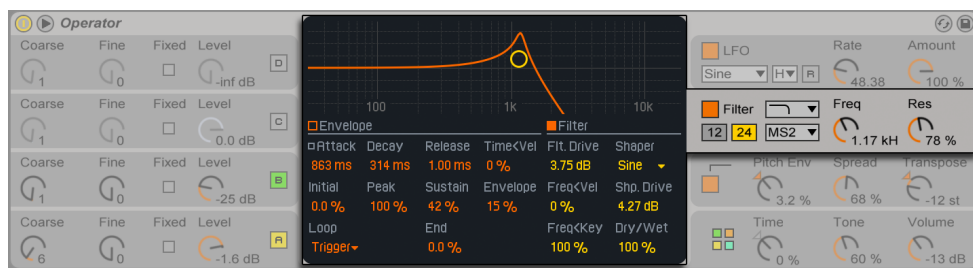 Operator
Coarse Fine Fixed Level
1 0 -inf dB D
Coarse Fine Fixed Level
1 0 0.0 dB C
Coarse Fine Fixed Level
1 0 -25 dB B
Coarse Fine Fixed Level
6 0 -1.6 dB A
100 1k 10k
Envelope Filter
Attack Decay Release Time<Vel Flt. Drive Shaper
863 ms 314 ms 1.00 ms 0 % 3.75 dB Sine
Initial Peak Sustain Envelope Freq<Vel Shp. Drive
0.0 % 100 % 42 % 15 % 0 % 4.27 dB
Loop End Freq<Key Dry/Wet
Trigger 0.0 % 100 % 100 %
LFO Rate Amount
Sine H R 48.38 100 %
Filter Freq Res
12 24 MS2 1.17 kH 78 %
Pitch Env Spread Transpose
3.2 % 68 % -12 st
Time Tone Volume
0 % 60 % -13 dB